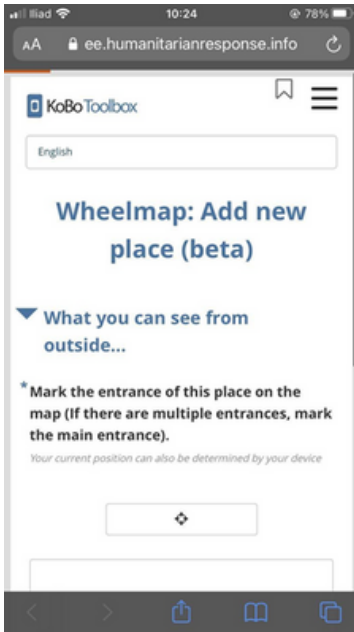 Iliad 10:24 78%
AA ee.humanitarianresponse.info
KoBoToolbox
English
Wheelmap: Add new
place (beta)
What you can see from
outside...
*Mark the entrance of this place on the
map (If there are multiple entrances, mark
the main entrance).
Your current position can also be determined by your device